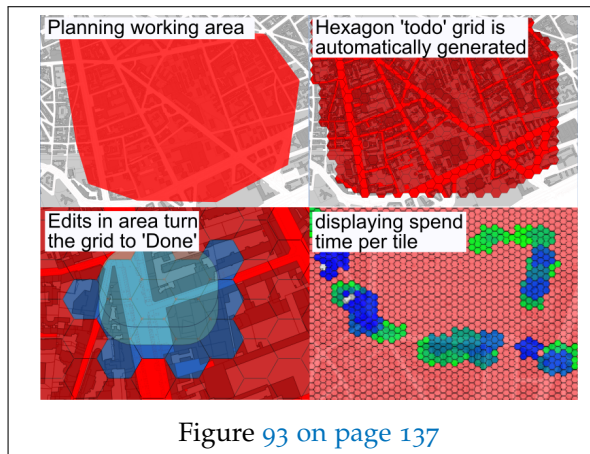 Planning working area
Hexagon 'todo' grid is
automatically generated
Edits in area turn
the grid to 'Done'
displaying spend
time per tile
Figure 93 on page 137